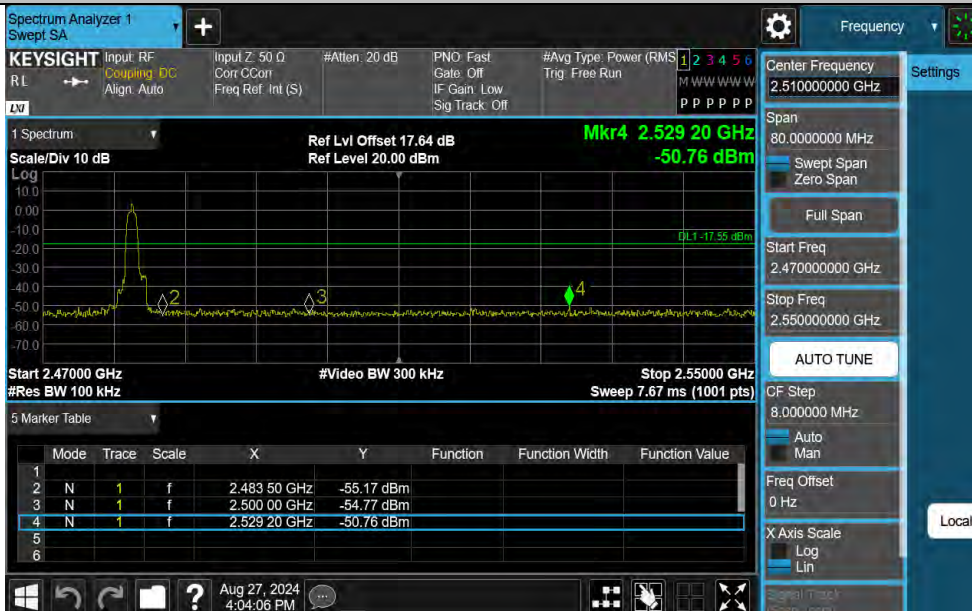 Spectrum Analyzer 1
Swept SA
+
Frequency
KEYSIGHT
RL
LXI
Input: RF
Coupling: DC
Align: Auto
Input Z: 50 Ω
Corr CCorr
Freq Ref: Int (S)
#Atten: 20 dB
PNO: Fast
Gate: Off
IF Gain: Low
Sig Track: Off
#Avg Type: Power (RMS
Trig: Free Run
1 2 3 4 5 6
M W W W W W
P P P P P P
1 Spectrum
Scale/Div 10 dB
Ref Lvl Offset 17.64 dB
Ref Level 20.00 dBm
Mkr4 2.529 20 GHz
-50.76 dBm
Log
10.0
0.00
-10.0
-20.0
-30.0
-40.0
-50.0
-60.0
-70.0
DL1 -17.55 dBm
2
3
4
Start 2.47000 GHz
#Video BW 300 kHz
Stop 2.55000 GHz
#Res BW 100 kHz
Sweep 7.67 ms (1001 pts)
5 Marker Table
Mode Trace Scale X Y Function Function Width Function Value
1
2 N 1 f 2.483 50 GHz -55.17 dBm
3 N 1 f 2.500 00 GHz -54.77 dBm
4 N 1 f 2.529 20 GHz -50.76 dBm
5
6
?
Aug 27, 2024
4:04:06 PM
Center Frequency
2.510000000 GHz
Span
80.0000000 MHz
Swept Span
Zero Span
Full Span
Start Freq
2.470000000 GHz
Stop Freq
2.550000000 GHz
AUTO TUNE
CF Step
8.000000 MHz
Auto
Man
Freq Offset
0 Hz
X Axis Scale
Log
Lin
Signal Track
Settings
Local